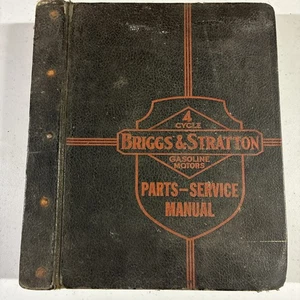 4
CYCLE
BRIGGS & STRATTON
GASOLINE
MOTORS
PARTS—SERVICE
MANUAL